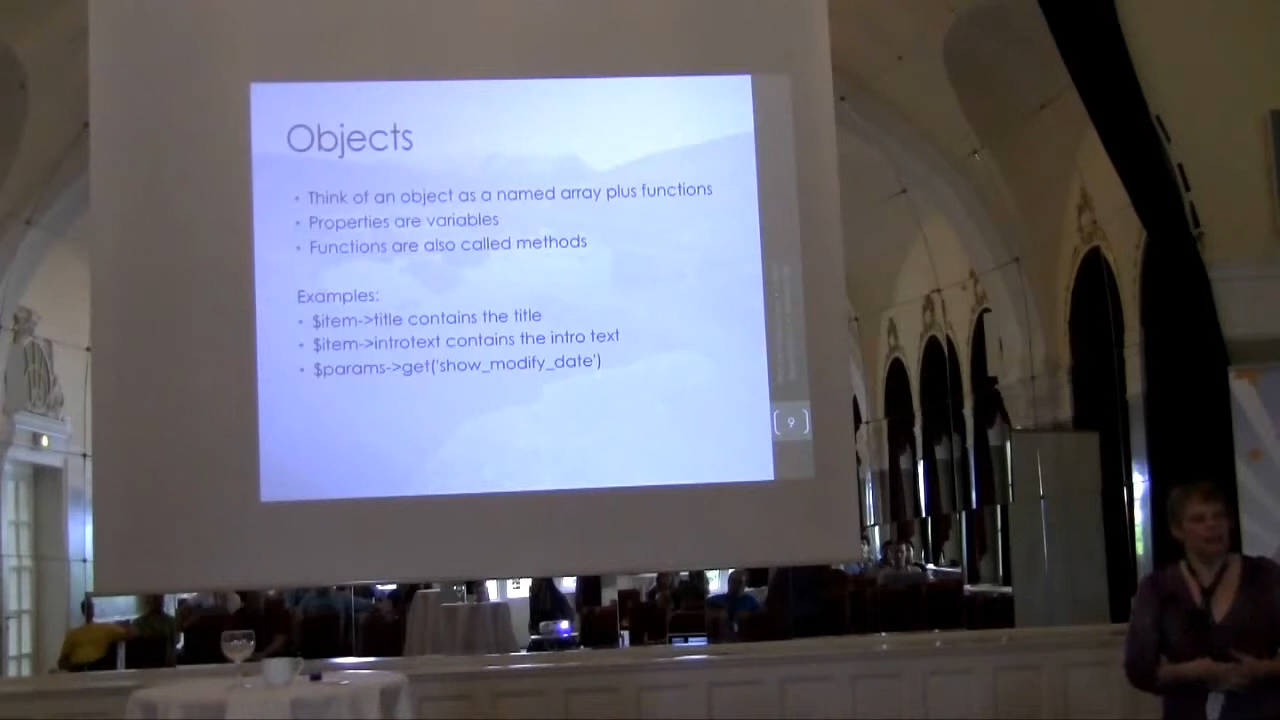 Objects
• Think of an object as a named array plus functions
• Properties are variables
• Functions are also called methods
Examples:
• $item->title contains the title
• $item->introtext contains the intro text
• $params->get('show_modify_date')
[ 9 ]